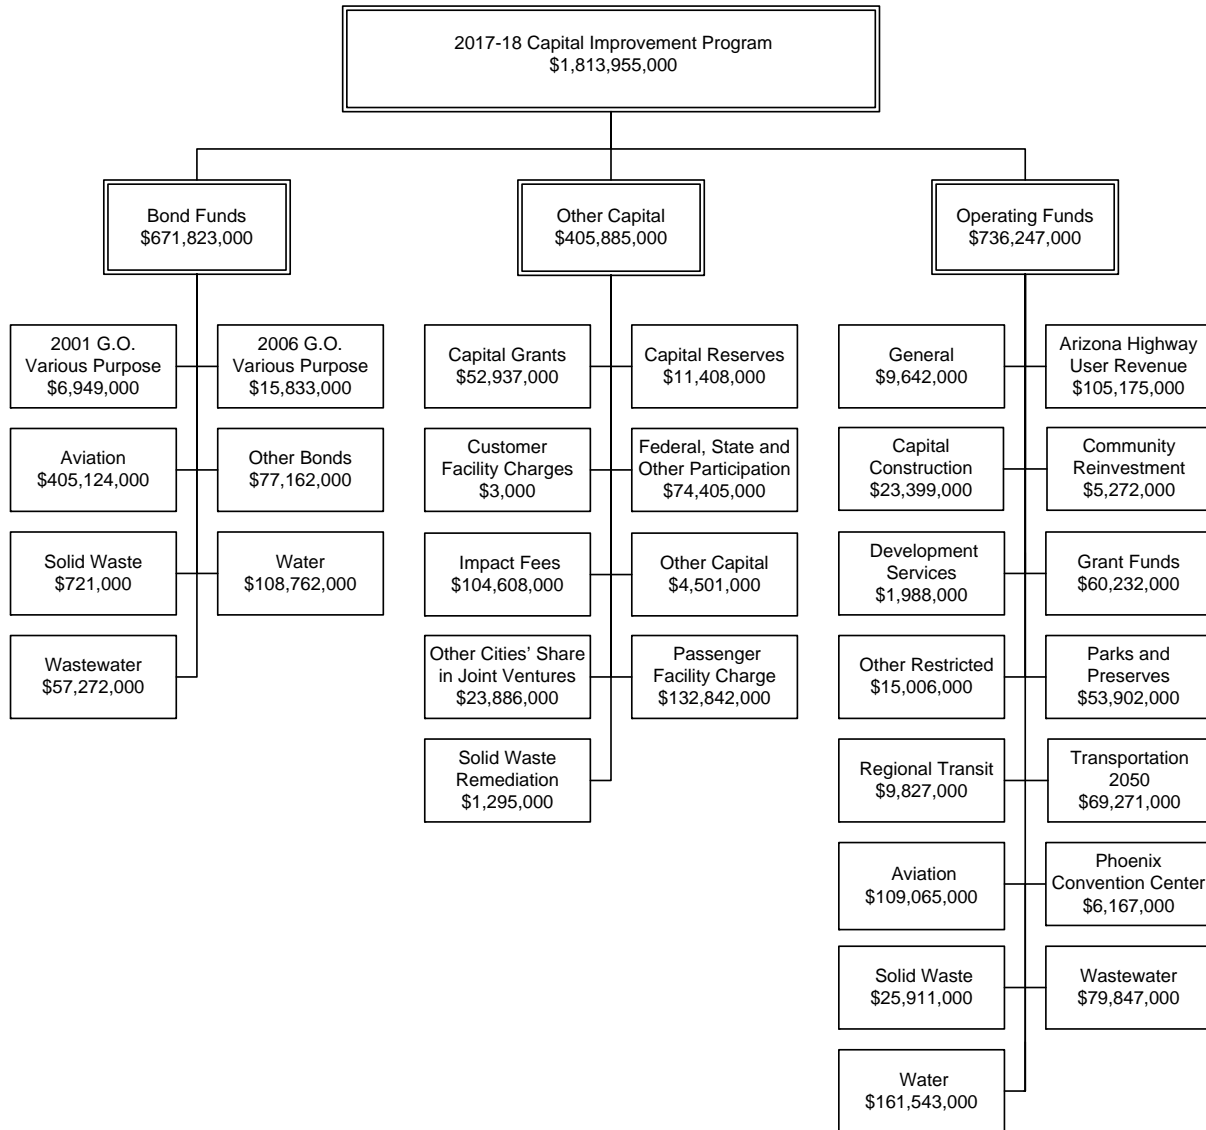 2017-18 Capital Improvement Program
$1,813,955,000
Bond Funds
$671,823,000
Other Capital
$405,885,000
Operating Funds
$736,247,000
2001 G.O.
Various Purpose
$6,949,000
2006 G.O.
Various Purpose
$15,833,000
Aviation
$405,124,000
Other Bonds
$77,162,000
Solid Waste
$721,000
Water
$108,762,000
Wastewater
$57,272,000
Capital Grants
$52,937,000
Capital Reserves
$11,408,000
Customer
Facility Charges
$3,000
Federal, State and
Other Participation
$74,405,000
Impact Fees
$104,608,000
Other Capital
$4,501,000
Other Cities’ Share
in Joint Ventures
$23,886,000
Passenger
Facility Charge
$132,842,000
Solid Waste
Remediation
$1,295,000
General
$9,642,000
Arizona Highway
User Revenue
$105,175,000
Capital
Construction
$23,399,000
Community
Reinvestment
$5,272,000
Development
Services
$1,988,000
Grant Funds
$60,232,000
Other Restricted
$15,006,000
Parks and
Preserves
$53,902,000
Regional Transit
$9,827,000
Transportation
2050
$69,271,000
Aviation
$109,065,000
Phoenix
Convention Center
$6,167,000
Solid Waste
$25,911,000
Wastewater
$79,847,000
Water
$161,543,000